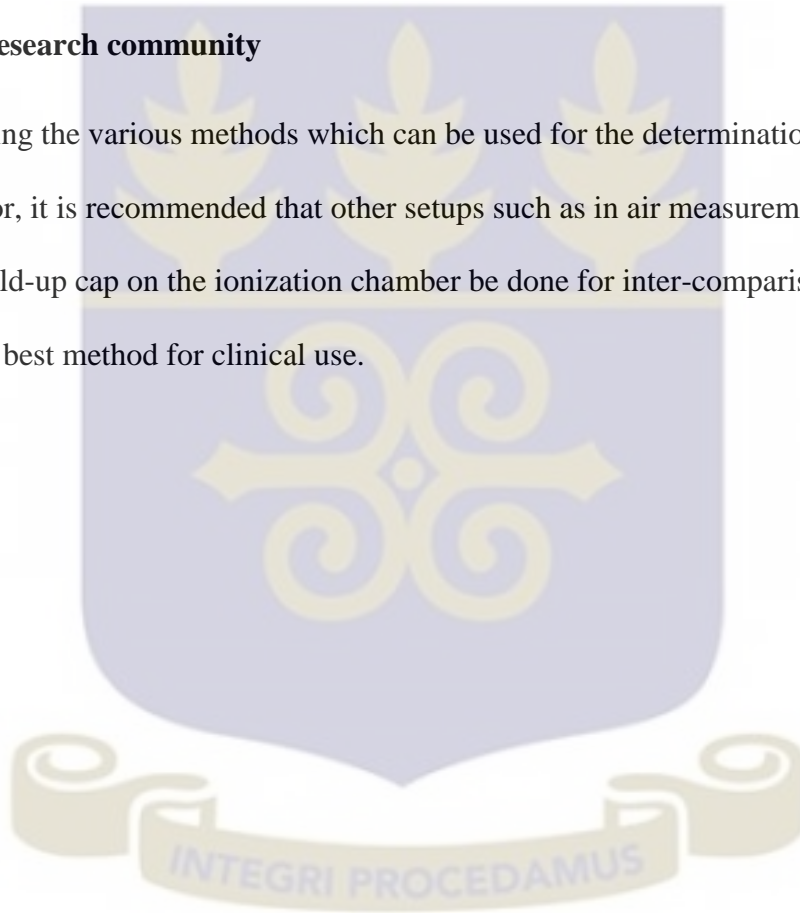 esearch community
ing the various methods which can be used for the determinatio
or, it is recommended that other setups such as in air measurem
ld-up cap on the ionization chamber be done for inter-comparis
best method for clinical use.
INTEGRI PROCEDAMUS